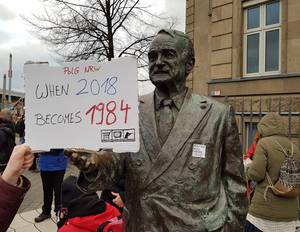 PolG NRW
WHEN 2018
BECOMES 1984